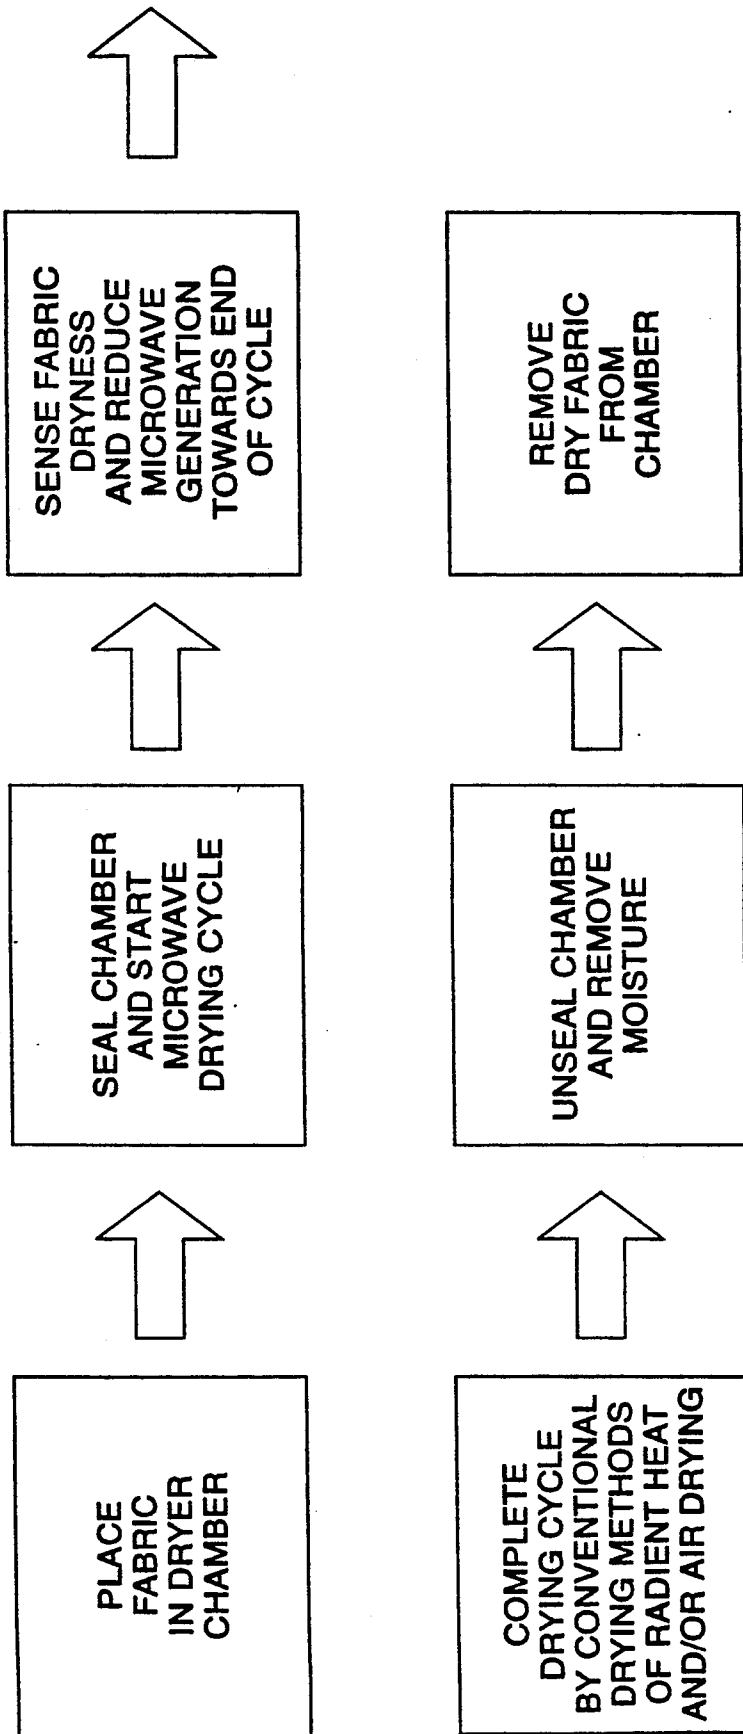 PLACE
FABRIC
IN DRYER
CHAMBER
SEAL CHAMBER
AND START
MICROWAVE
DRYING CYCLE
SENSE FABRIC
DRYNESS
AND REDUCE
MICROWAVE
GENERATION
TOWARDS END
OF CYCLE
COMPLETE
DRYING CYCLE
BY CONVENTIONAL
DRYING METHODS
OF RADIENT HEAT
AND/OR AIR DRYING
UNSEAL CHAMBER
AND REMOVE
MOISTURE
REMOVE
DRY FABRIC
FROM
CHAMBER